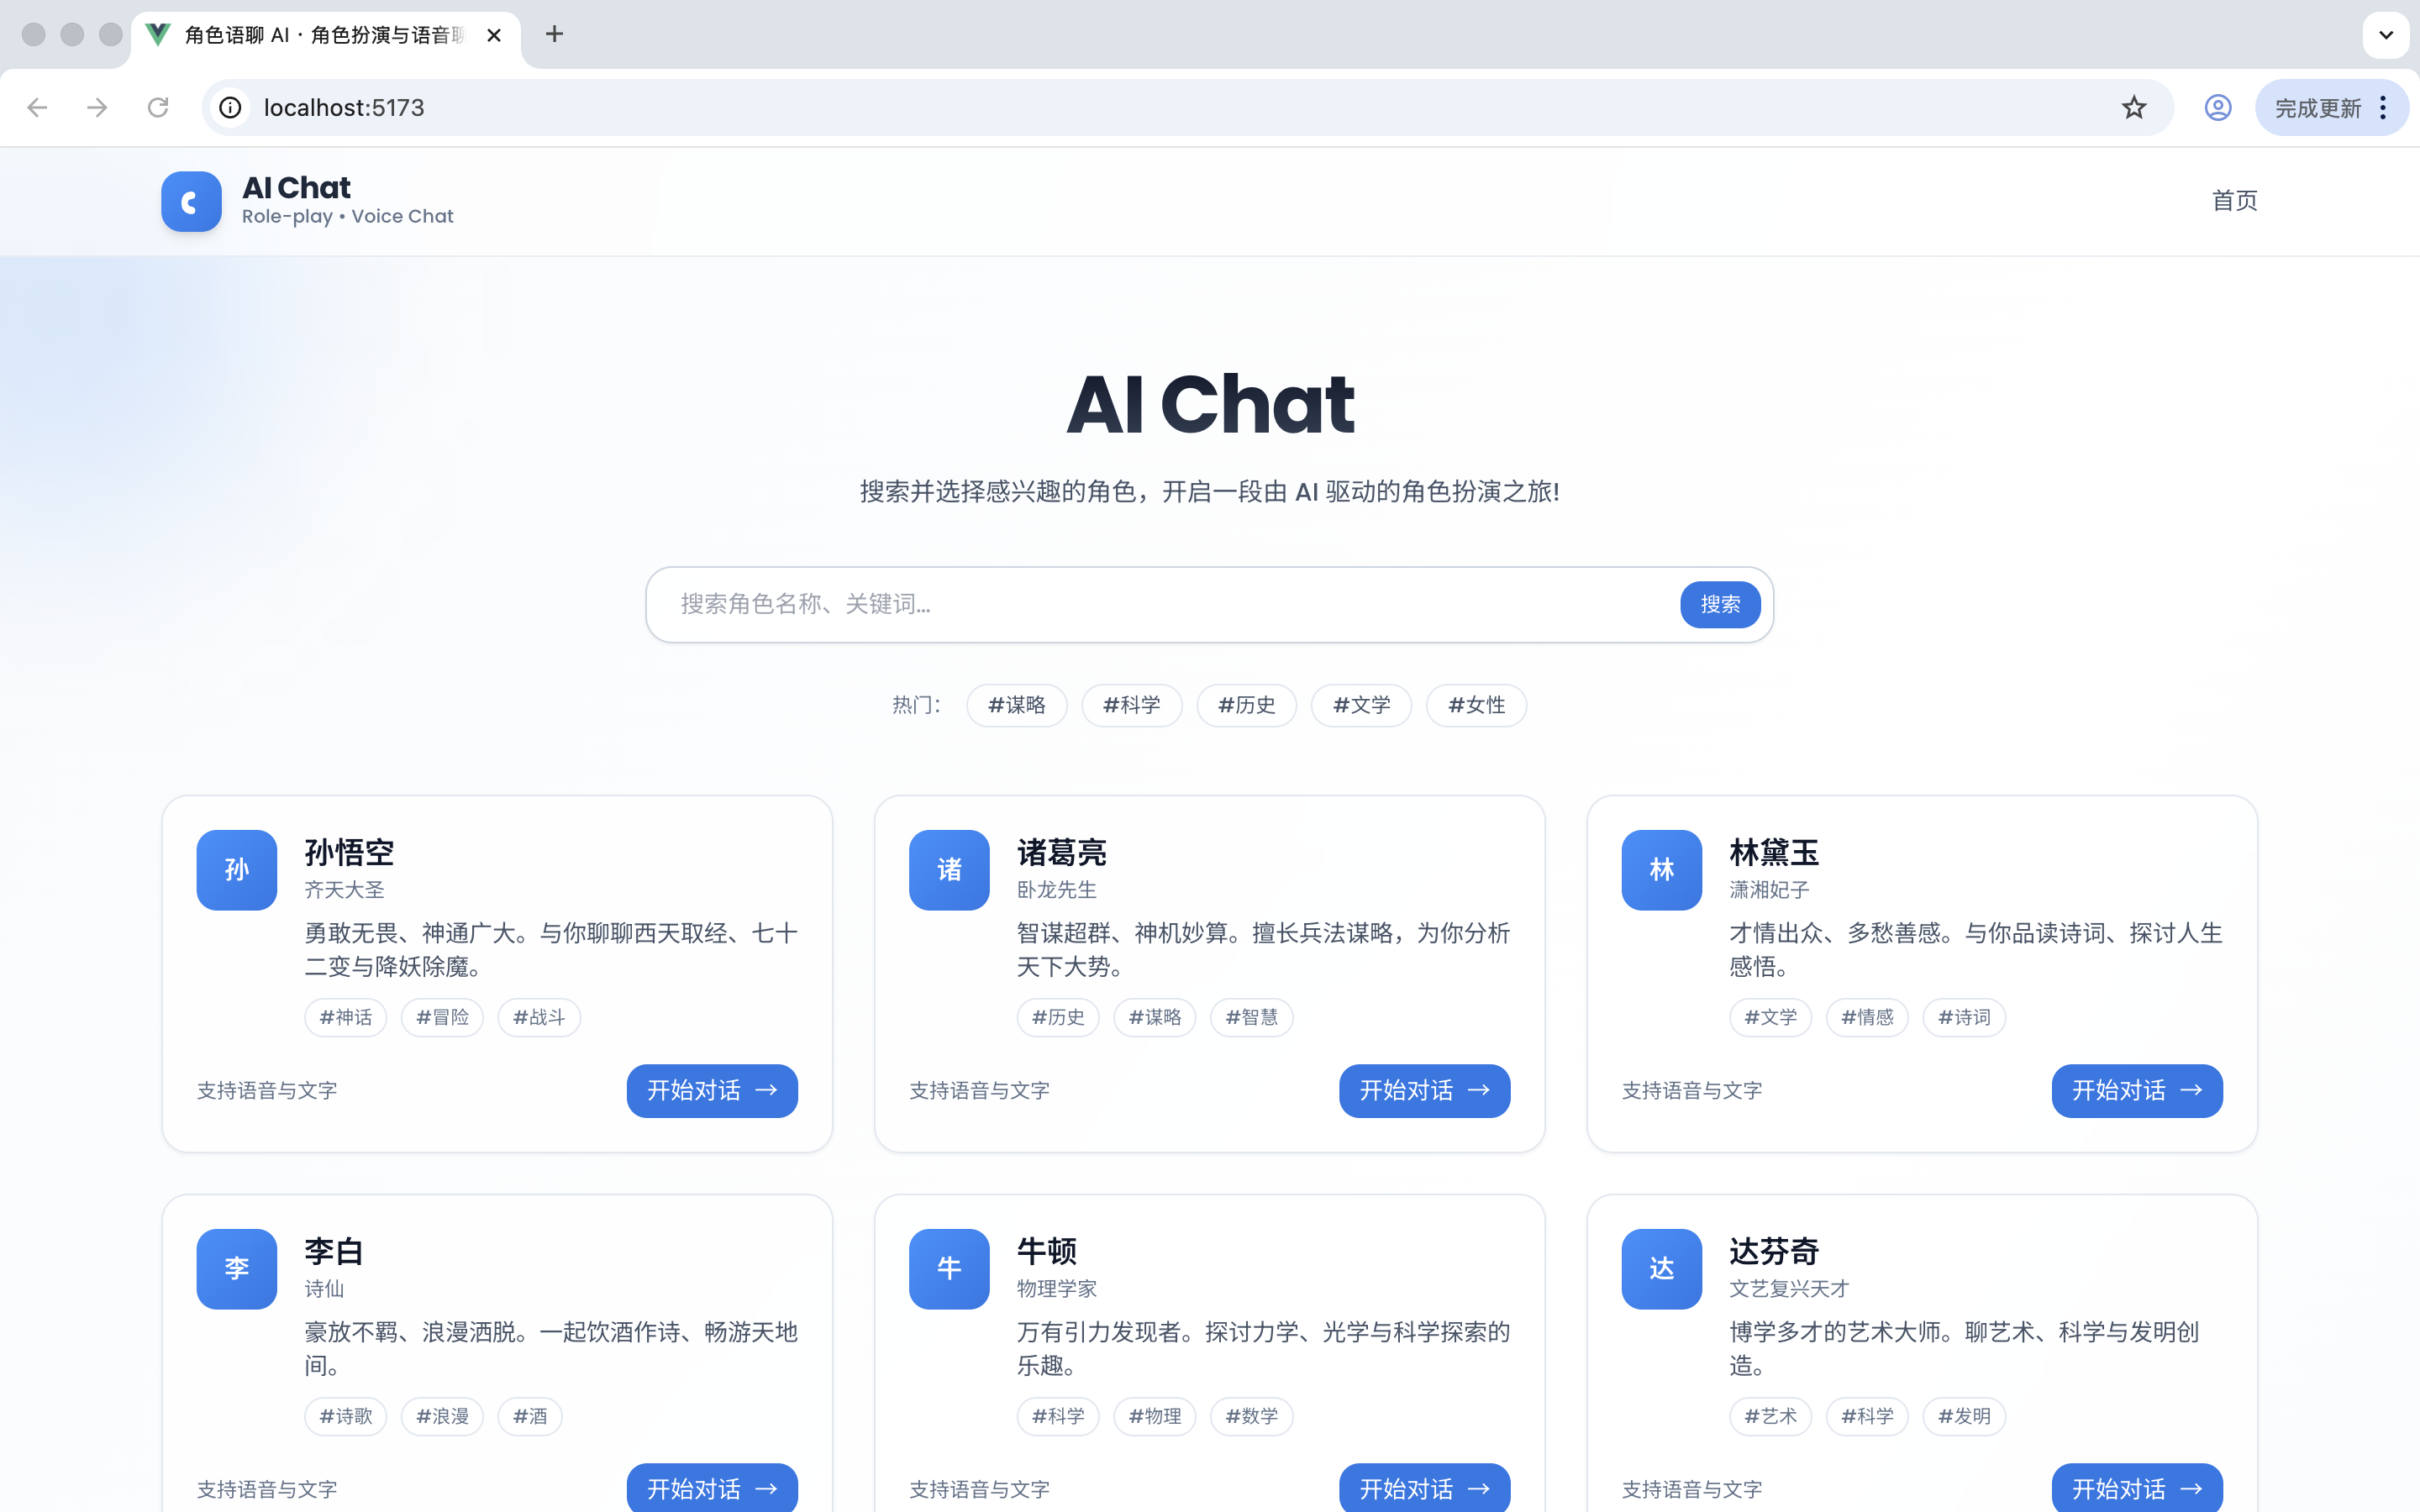 角色语聊 AI · 角色扮演与语音
localhost:5173
完成更新
AI Chat
Role-play • Voice Chat
首页
AI Chat
搜索并选择感兴趣的角色，开启一段由 AI 驱动的角色扮演之旅!
搜索角色名称、关键词...
搜索
热门：
#谋略
#科学
#历史
#文学
#女性
孙
孙悟空
齐天大圣
勇敢无畏、神通广大。与你聊聊西天取经、七十
二变与降妖除魔。
#神话
#冒险
#战斗
支持语音与文字
开始对话 →
诸
诸葛亮
卧龙先生
智谋超群、神机妙算。擅长兵法谋略，为你分析
天下大势。
#历史
#谋略
#智慧
支持语音与文字
开始对话 →
林
林黛玉
潇湘妃子
才情出众、多愁善感。与你品读诗词、探讨人生
感悟。
#文学
#情感
#诗词
支持语音与文字
开始对话 →
李
李白
诗仙
豪放不羁、浪漫洒脱。一起饮酒作诗、畅游天地
间。
#诗歌
#浪漫
#酒
支持语音与文字
开始对话 →
牛
牛顿
物理学家
万有引力发现者。探讨力学、光学与科学探索的
乐趣。
#科学
#物理
#数学
支持语音与文字
开始对话 →
达
达芬奇
文艺复兴天才
博学多才的艺术大师。聊艺术、科学与发明创
造。
#艺术
#科学
#发明
支持语音与文字
开始对话 →